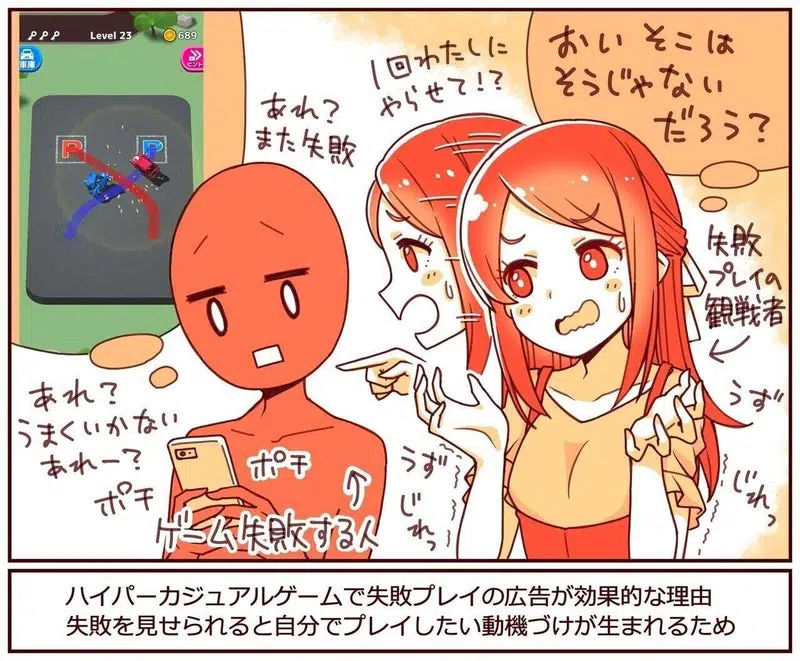 Level 23
689
車庫
ヒント
P
P
おい そこは
そうじゃない
だろう?
1回わたしに
やらせて!?
あれ?
また失敗
失敗
プレイの
観戦者
あれ?
うまくいかない
あれー?
ポチ
ポチ
ゲーム失敗する人
うず
じれっ
うず
じれっ
ハイパーカジュアルゲームで失敗プレイの広告が効果的な理由
失敗を見せられると自分でプレイしたい動機づけが生まれるため